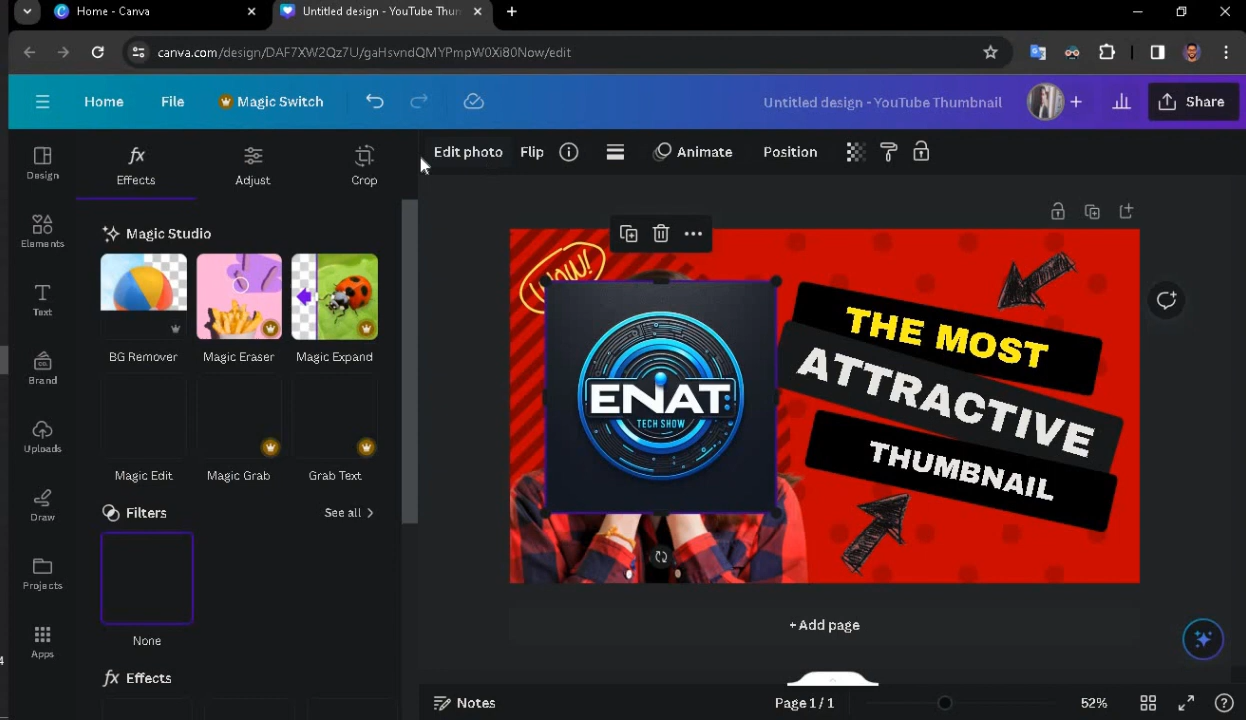 Home - Canva
Untitled design - YouTube Thun
canva.com/design/DAF7XW2Qz7U/gaHsvndQMYPmpW0Xi80Now/edit
Home
File
Magic Switch
Untitled design - YouTube Thumbnail
Share
Design
Elements
Text
Brand
Uploads
Draw
Projects
Apps
Effects
Adjust
Crop
Magic Studio
BG Remover
Magic Eraser
Magic Expand
Magic Edit
Magic Grab
Grab Text
Filters
See all
None
fx Effects
Edit photo
Flip
Animate
Position
WOW!
ENAT
TECH SHOW
THE MOST
ATTRACTIVE
THUMBNAIL
+ Add page
Notes
Page 1 / 1
52%